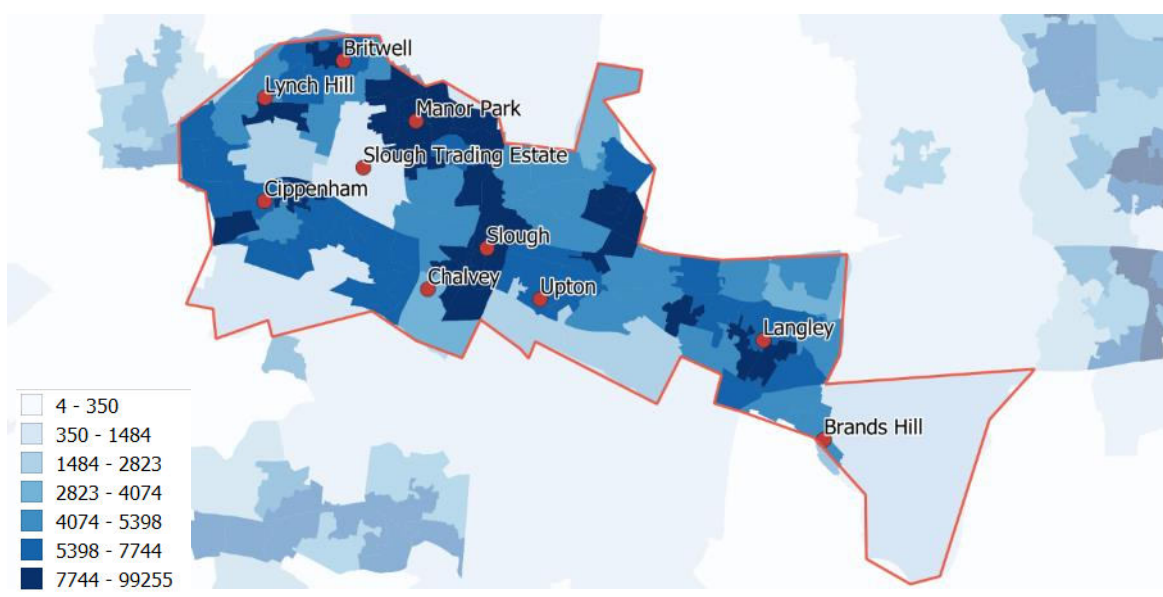 Britwell
Lynch Hill
Manor Park
Slough Trading Estate
Cippenham
Slough
Chalvey
Upton
Langley
Brands Hill
4 - 350
350 - 1484
1484 - 2823
2823 - 4074
4074 - 5398
5398 - 7744
7744 - 99255